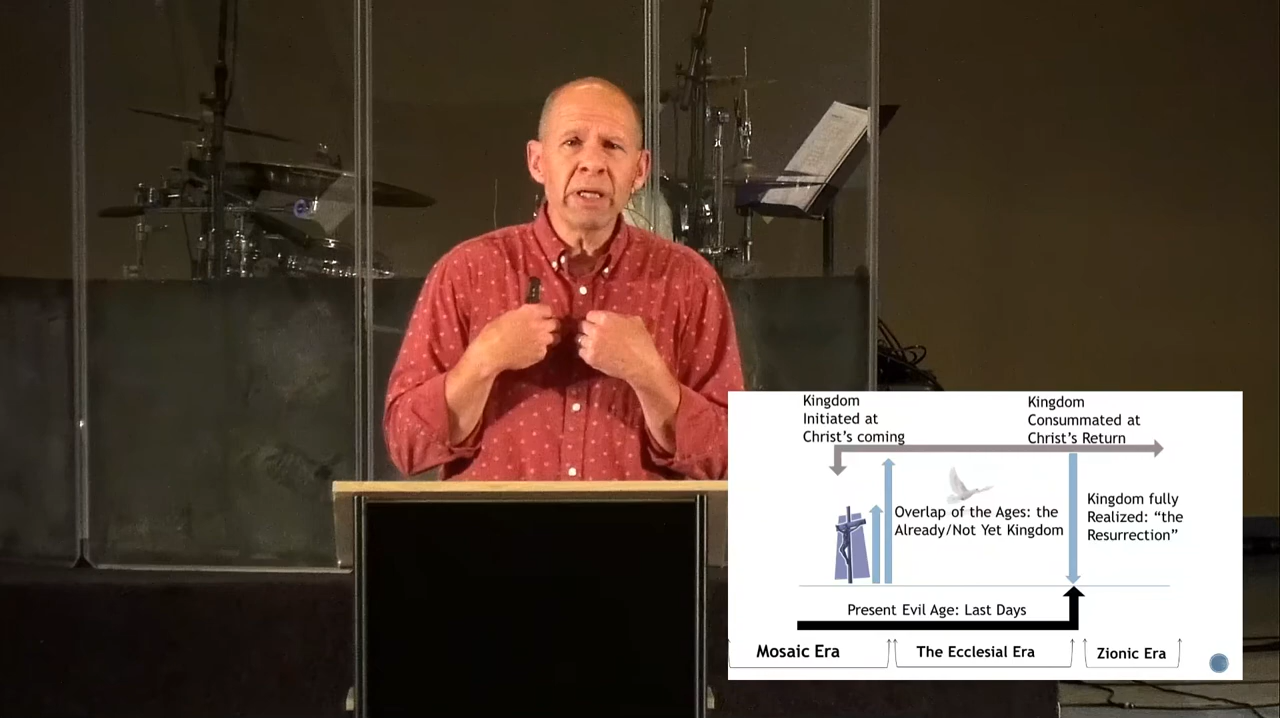 Kingdom
Initiated at
Christ's coming
Kingdom
Consummated at
Christ's Return
Overlap of the Ages: the
Already/Not Yet Kingdom
Kingdom fully
Realized: “the
Resurrection”
Present Evil Age: Last Days
Mosaic Era
The Ecclesial Era
Zionic Era